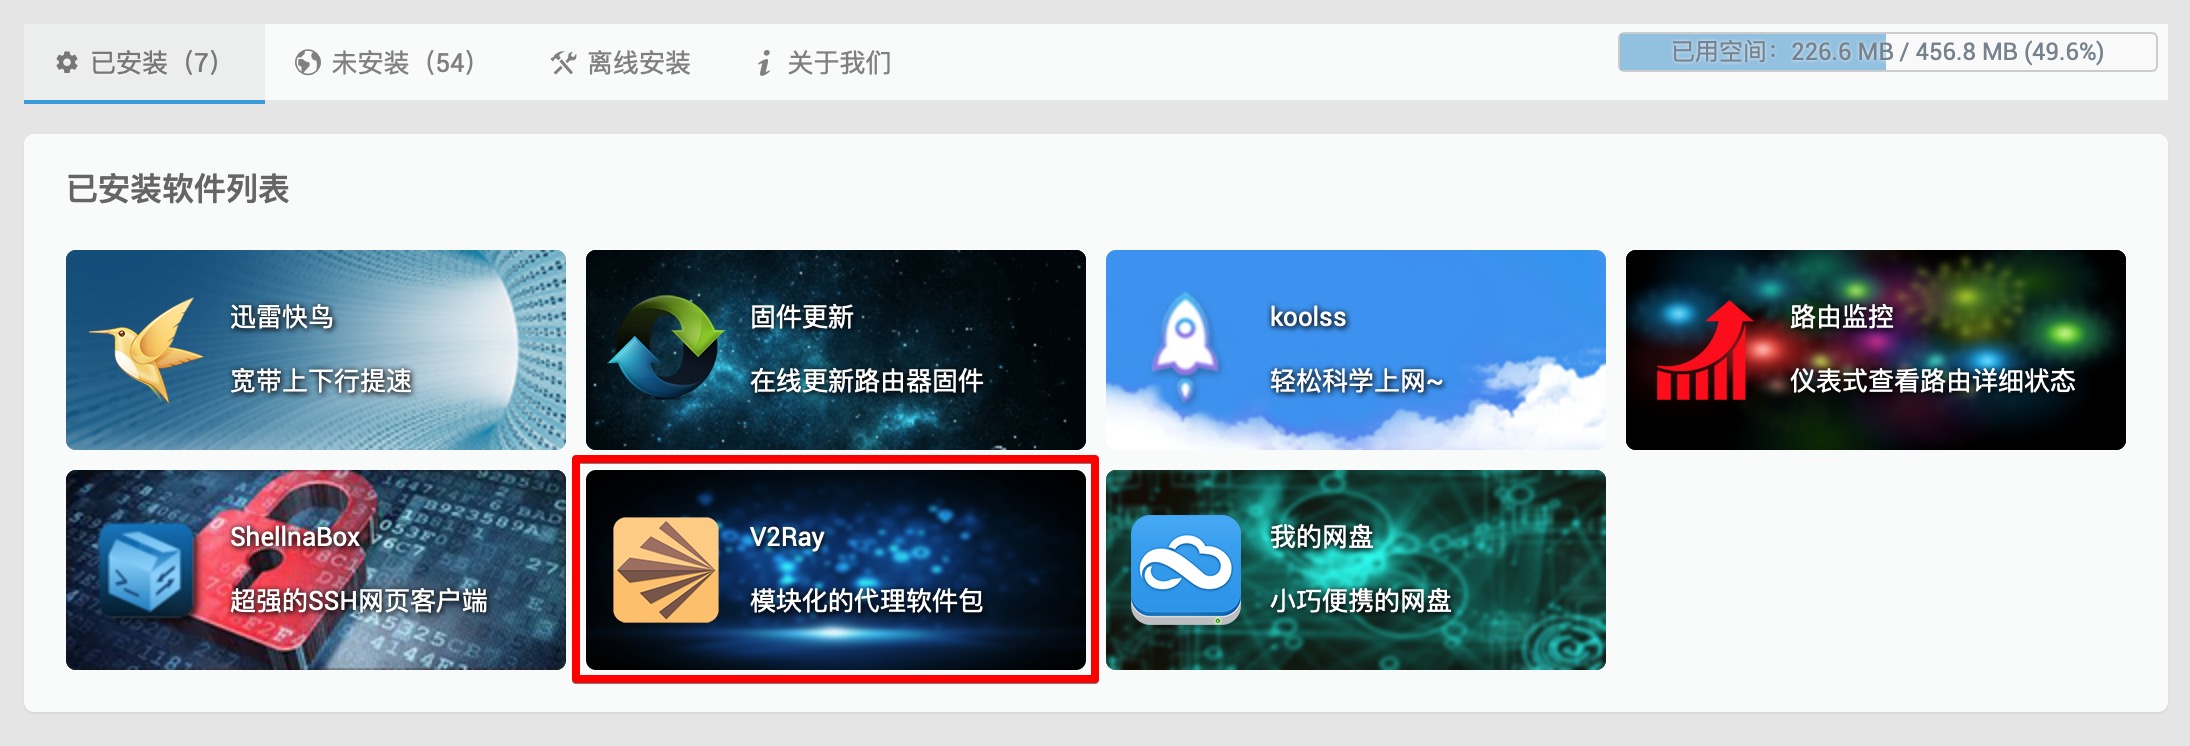 已安装（7）
未安装（54）
离线安装
关于我们
已用空间：226.6 MB / 456.8 MB (49.6%)
已安装软件列表
迅雷快鸟
宽带上下行提速
固件更新
在线更新路由器固件
koolss
轻松科学上网~
路由监控
仪表式查看路由详细状态
ShellnaBox
超强的SSH网页客户端
V2Ray
模块化的代理软件包
我的网盘
小巧便携的网盘